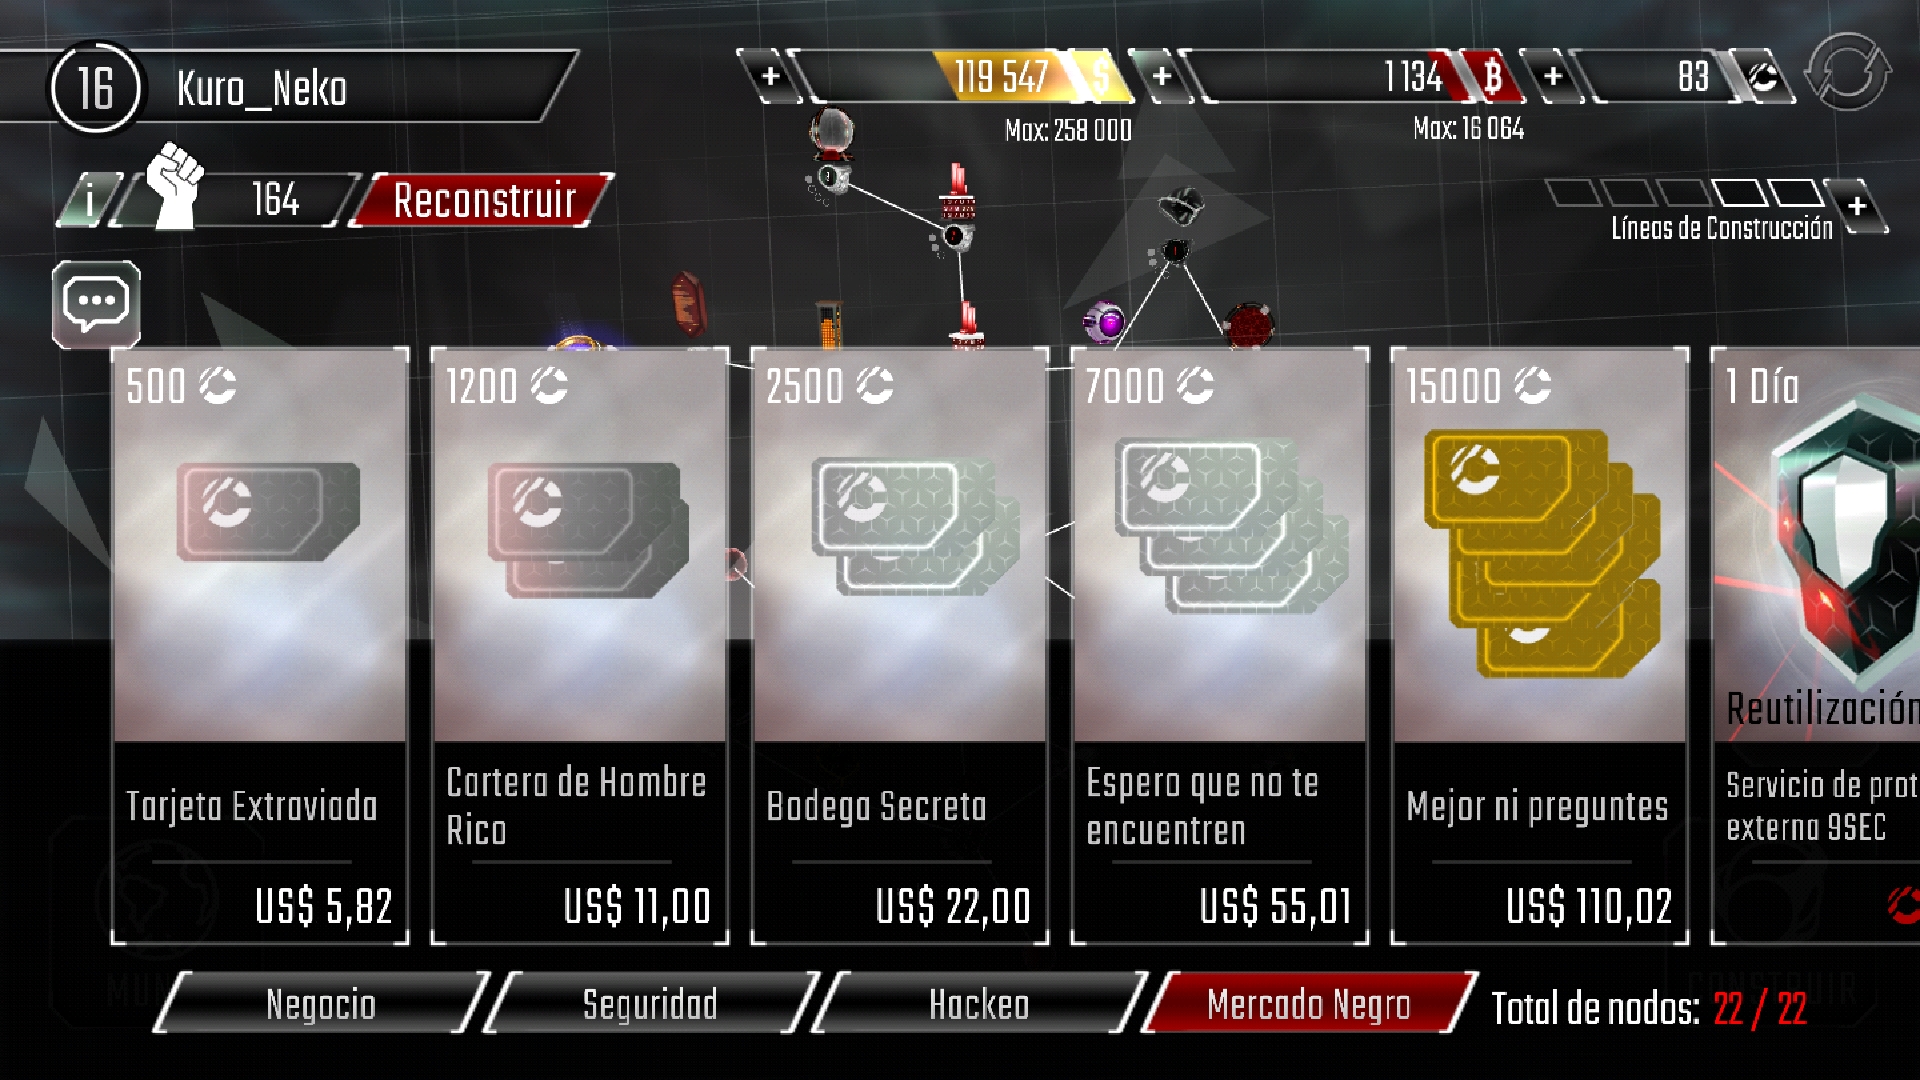 16
Kuro_Neko
119 547
$
Max: 258 000
1 134
Max: 16 064
83
i
164
Reconstruir
Líneas de Construcción
500
1200
2500
7000
15000
1 Día
Reutilización
Tarjeta Extraviada
US$ 5,82
Cartera de Hombre
Rico
US$ 11,00
Bodega Secreta
US$ 22,00
Espero que no te
encuentren
US$ 55,01
Mejor ni preguntes
US$ 110,02
Servicio de prot
externa 9SEC
Negocio
Seguridad
Hackeo
Mercado Negro
Total de nodos: 22 / 22